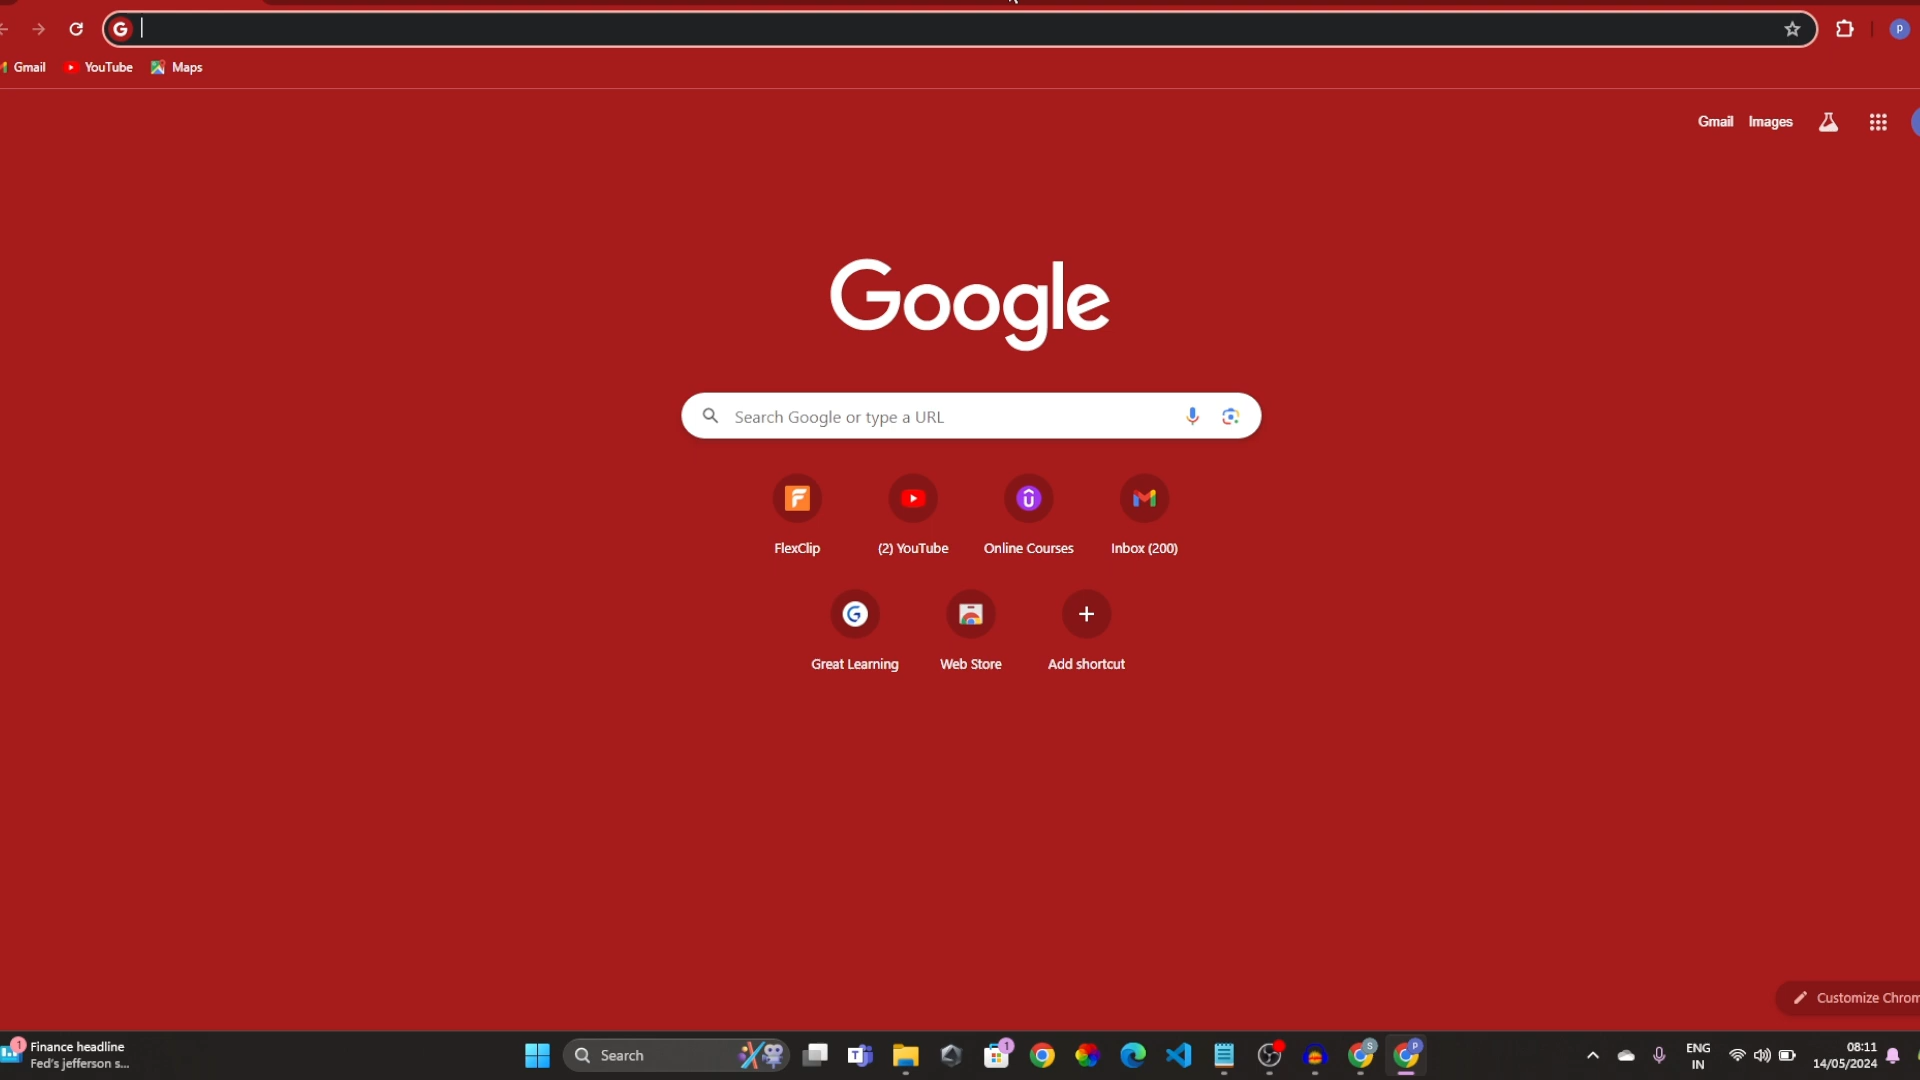 Gmail YouTube Maps
Gmail Images
Google
Search Google or type a URL
FlexClip (2) YouTube Online Courses Inbox (200)
Great Learning Web Store Add shortcut
Customize Chrom
1 Finance headline
Fed's jefferson s...
Search
1
S
P
ENG
IN
08:11
14/05/2024